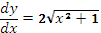 dy/dx = 2√(x² + 1)